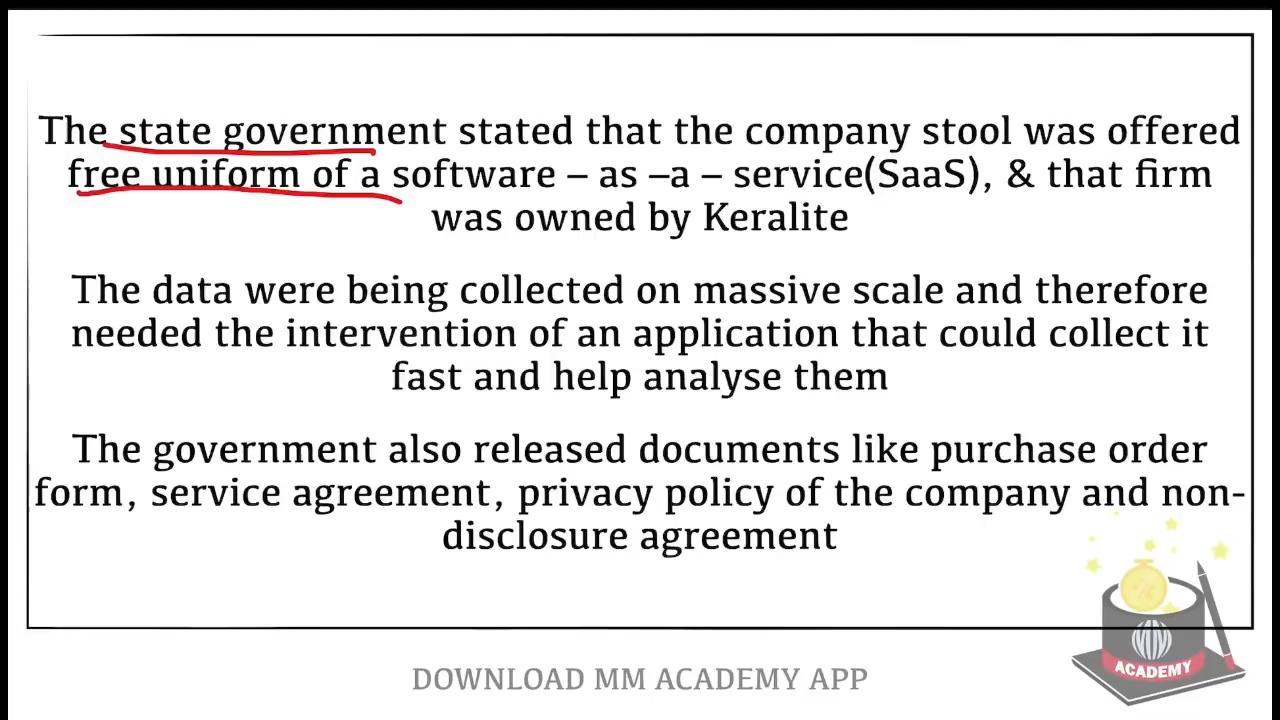 The state government stated that the company stool was offered
free uniform of a software – as –a – service(SaaS), & that firm
was owned by Keralite
The data were being collected on massive scale and therefore
needed the intervention of an application that could collect it
fast and help analyse them
The government also released documents like purchase order
form, service agreement, privacy policy of the company and non-
disclosure agreement
MM
ACADEMY
DOWNLOAD MM ACADEMY APP